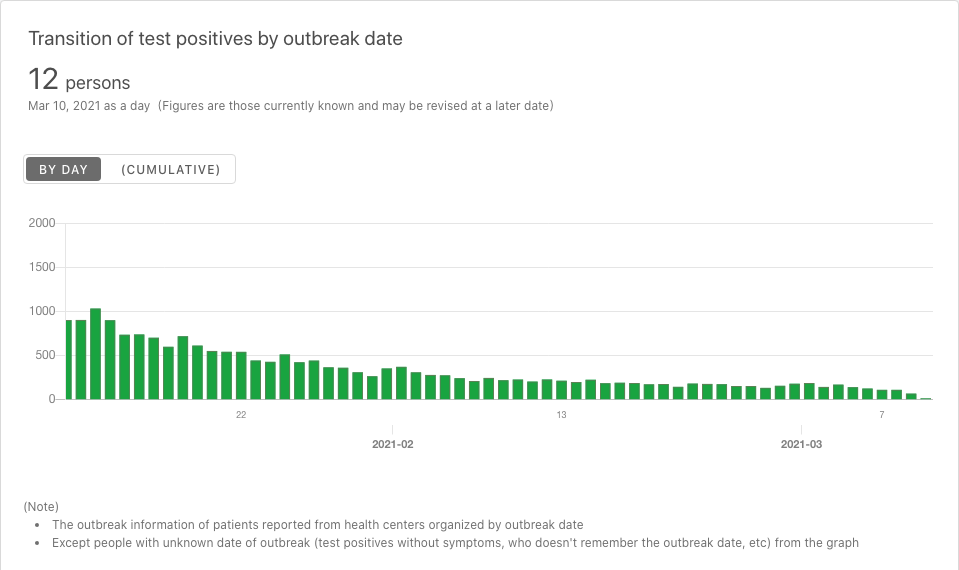 Transition of test positives by outbreak date
12 persons
Mar 10, 2021 as a day (Figures are those currently known and may be revised at a later date)
BY DAY (CUMULATIVE)
2000
1500
1000
500
0
22 13 7
2021-02 2021-03
(Note)
• The outbreak information of patients reported from health centers organized by outbreak date
• Except people with unknown date of outbreak (test positives without symptoms, who doesn't remember the outbreak date, etc) from the graph